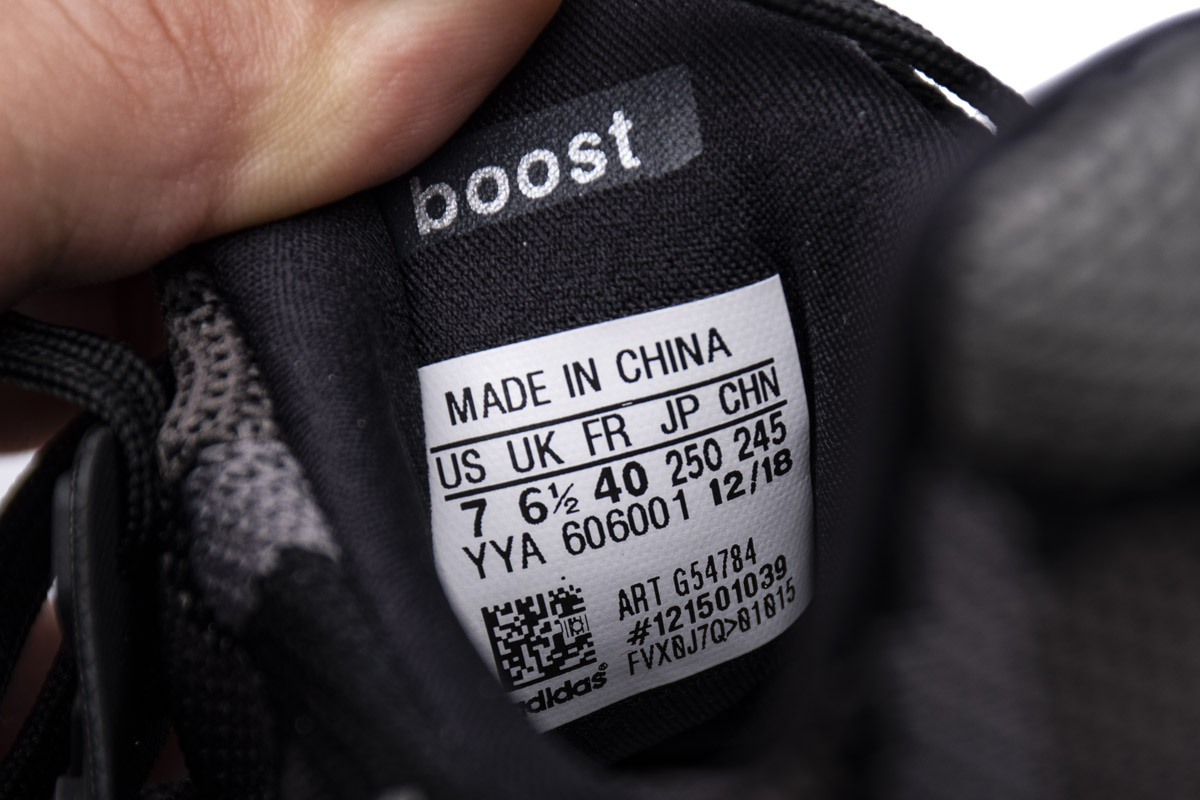 boost
MADE IN CHINA
US UK FR JP CHN
7 6½ 40 250 245
YYA 606001 12/18
ART G54784
#121501039
FVX0J7Q>01015
adidas®